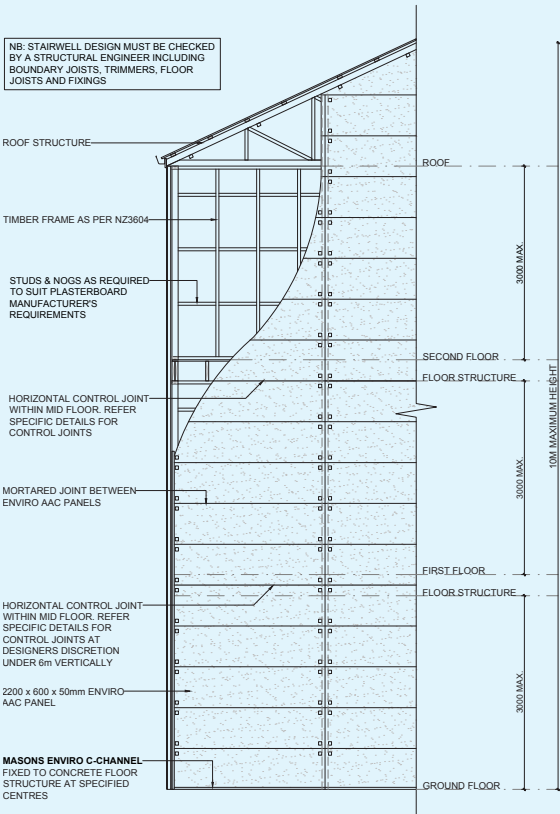 NB: STAIRWELL DESIGN MUST BE CHECKED
BY A STRUCTURAL ENGINEER INCLUDING
BOUNDARY JOISTS, TRIMMERS, FLOOR
JOISTS AND FIXINGS
ROOF STRUCTURE
ROOF
TIMBER FRAME AS PER NZ3604
3000 MAX.
STUDS & NOGS AS REQUIRED
TO SUIT PLASTERBOARD
MANUFACTURER'S
REQUIREMENTS
SECOND FLOOR
FLOOR STRUCTURE
10M MAXIMUM HEIGHT
HORIZONTAL CONTROL JOINT
WITHIN MID FLOOR. REFER
SPECIFIC DETAILS FOR
CONTROL JOINTS
3000 MAX.
MORTARED JOINT BETWEEN
ENVIRO AAC PANELS
FIRST FLOOR
FLOOR STRUCTURE
HORIZONTAL CONTROL JOINT
WITHIN MID FLOOR. REFER
SPECIFIC DETAILS FOR
CONTROL JOINTS AT
DESIGNERS DISCRETION
UNDER 6m VERTICALLY
3000 MAX.
2200 x 600 x 50mm ENVIRO
AAC PANEL
MASONS ENVIRO C-CHANNEL
FIXED TO CONCRETE FLOOR
STRUCTURE AT SPECIFIED
CENTRES
GROUND FLOOR